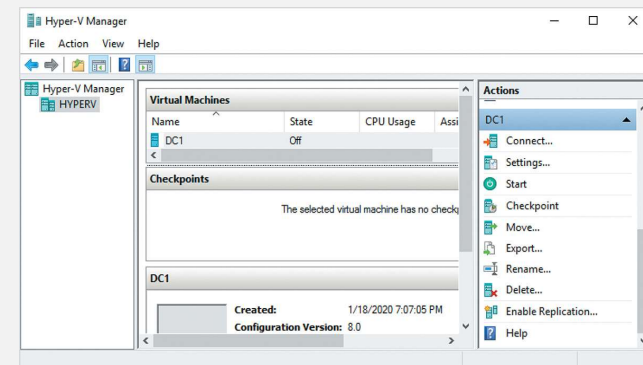 Hyper-V Manager
File Action View Help
Hyper-V Manager
HYPERV
Virtual Machines
Name State CPU Usage Assi
DC1 Off
Checkpoints
The selected virtual machine has no check
DC1
Created: 1/18/2020 7:07:05 PM
Configuration Version: 8.0
Actions
DC1
Connect...
Settings...
Start
Checkpoint
Move...
Export...
Rename...
Delete...
Enable Replication...
Help